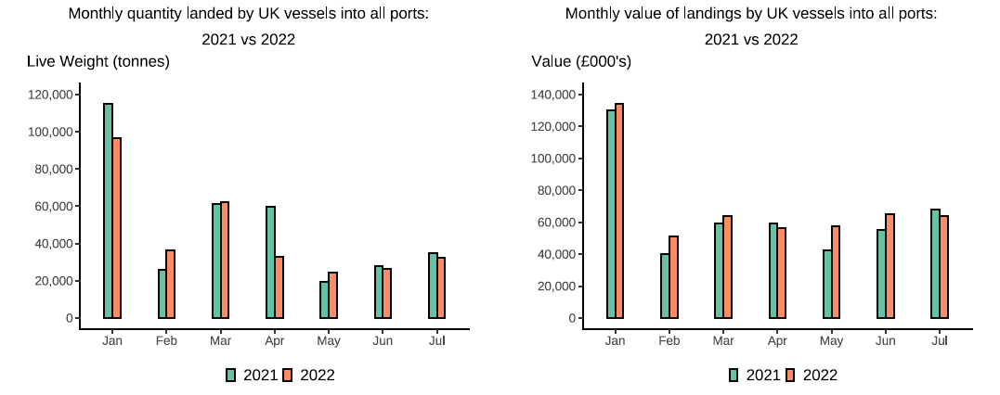 Monthly quantity landed by UK vessels into all ports:
2021 vs 2022
Live Weight (tonnes)
120,000
100,000
80,000
60,000
40,000
20,000
0
Jan Feb Mar Apr May Jun Jul
2021 2022
Monthly value of landings by UK vessels into all ports:
2021 vs 2022
Value (£000's)
140,000
120,000
100,000
80,000
60,000
40,000
20,000
0
Jan Feb Mar Apr May Jun Jul
2021 2022